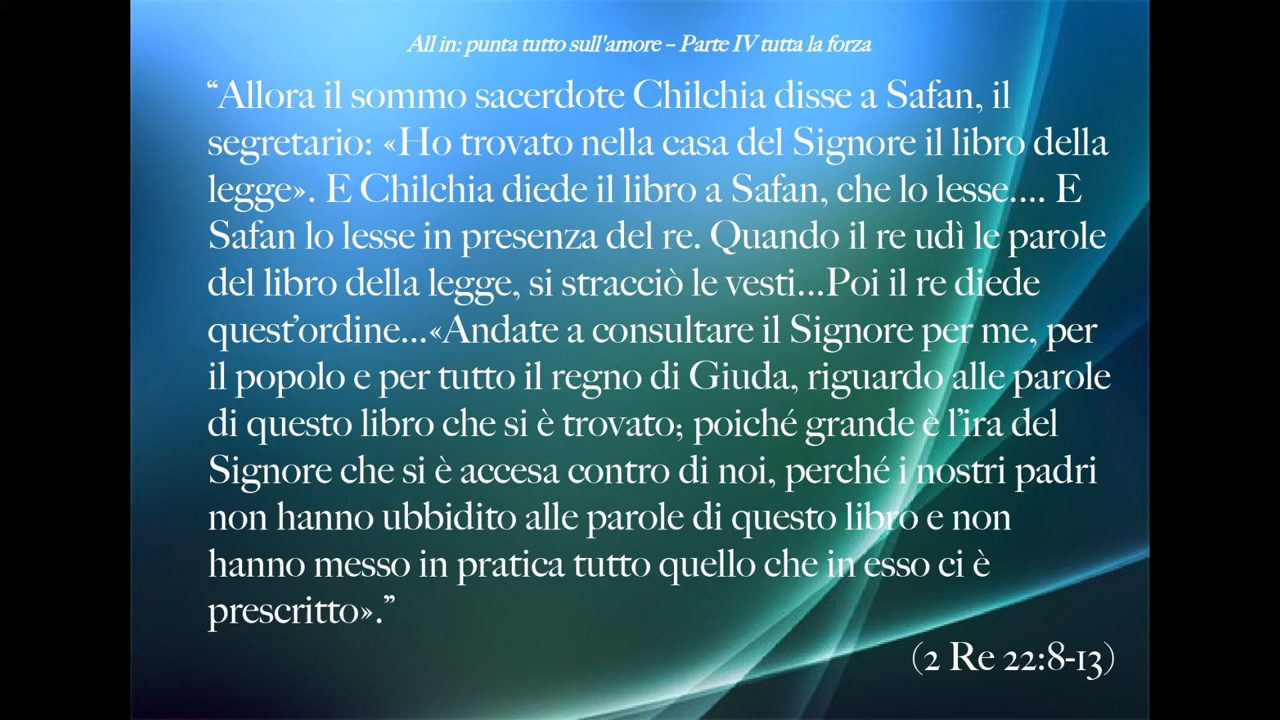 All in: punta tutto sull'amore – Parte IV tutta la forza
“Allora il sommo sacerdote Chilchia disse a Safan, il
segretario: «Ho trovato nella casa del Signore il libro della
legge». E Chilchia diede il libro a Safan, che lo lesse.... E
Safan lo lesse in presenza del re. Quando il re udì le parole
del libro della legge, si stracciò le vesti...Poi il re diede
quest’ordine...«Andate a consultare il Signore per me, per
il popolo e per tutto il regno di Giuda, riguardo alle parole
di questo libro che si è trovato; poiché grande è l’ira del
Signore che si è accesa contro di noi, perché i nostri padri
non hanno ubbidito alle parole di questo libro e non
hanno messo in pratica tutto quello che in esso ci è
prescritto».”
(2 Re 22:8-13)